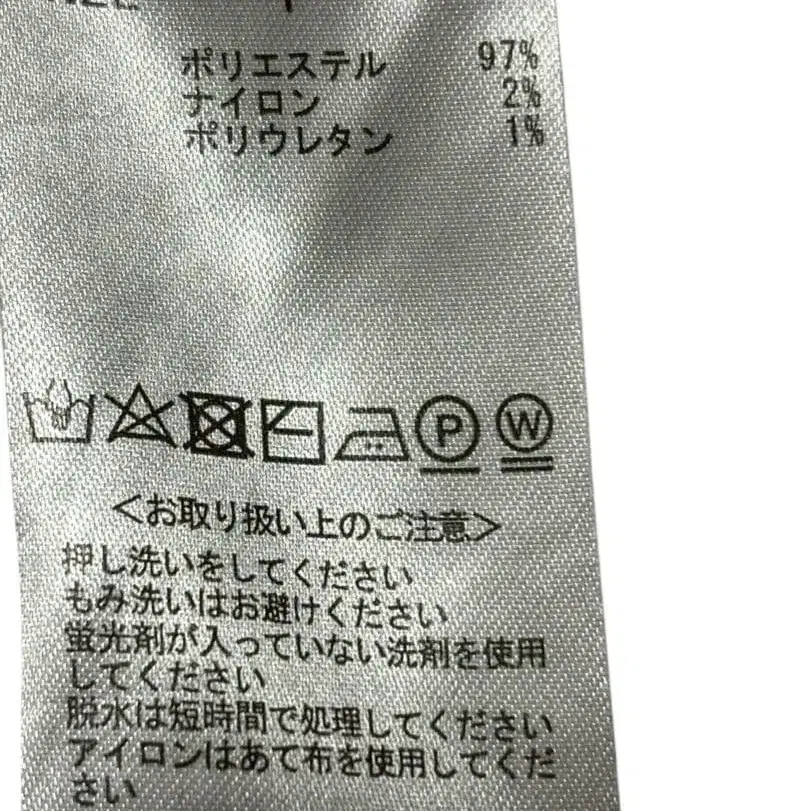 ポリエステル 97%
ナイロン 2%
ポリウレタン 1%
P W
<お取り扱い上のご注意>
押し洗いをしてください
もみ洗いはお避けください
蛍光剤が入っていない洗剤を使用
してください
脱水は短時間で処理してください
アイロンはあて布を使用してくだ
さい